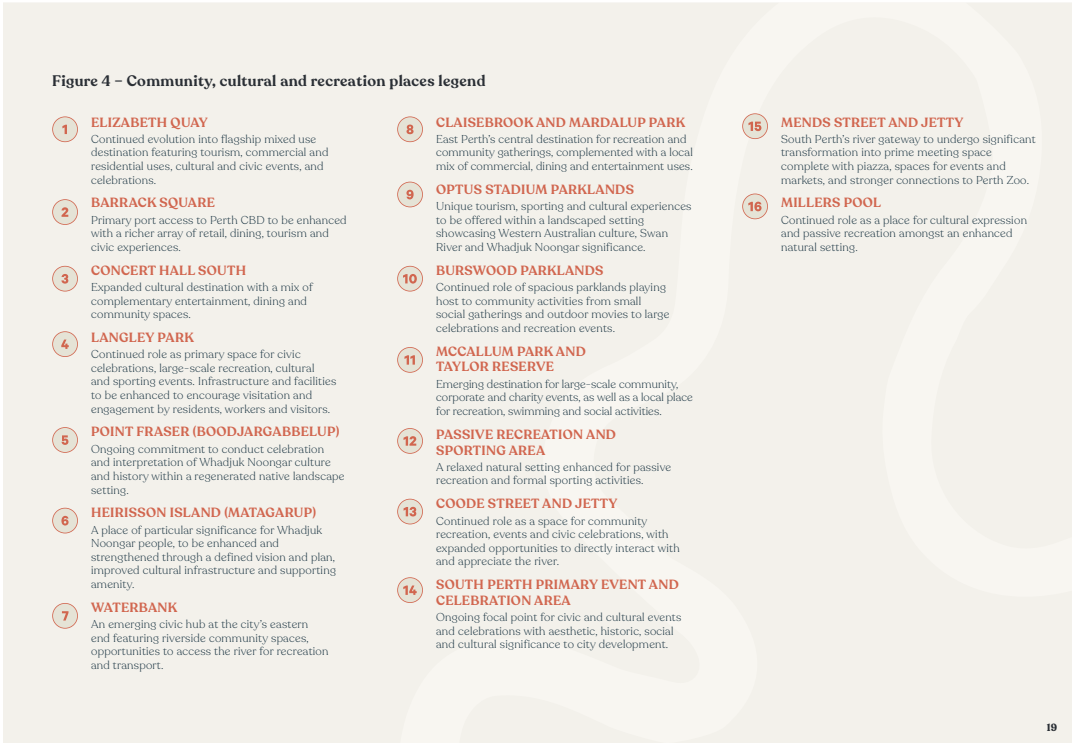 Figure 4 – Community, cultural and recreation places legend
1
ELIZABETH QUAY
Continued evolution into flagship mixed use
destination featuring tourism, commercial and
residential uses, cultural and civic events, and
celebrations.
2
BARRACK SQUARE
Primary port access to Perth CBD to be enhanced
with a richer array of retail, dining, tourism and
civic experiences.
3
CONCERT HALL SOUTH
Expanded cultural destination with a mix of
complementary entertainment, dining and
community spaces.
4
LANGLEY PARK
Continued role as primary space for civic
celebrations, large-scale recreation, cultural
and sporting events. Infrastructure and facilities
to be enhanced to encourage visitation and
engagement by residents, workers and visitors.
5
POINT FRASER (BOODJARGABBELUP)
Ongoing commitment to conduct celebration
and interpretation of Whadjuk Noongar culture
and history within a regenerated native landscape
setting.
6
HEIRISSON ISLAND (MATAGARUP)
A place of particular significance for Whadjuk
Noongar people, to be enhanced and
strengthened through a defined vision and plan,
improved cultural infrastructure and supporting
amenity.
7
WATERBANK
An emerging civic hub at the city's eastern
end featuring riverside community spaces,
opportunities to access the river for recreation
and transport.
8
CLAISEBROOK AND MARDALUP PARK
East Perth's central destination for recreation and
community gatherings, complemented with a local
mix of commercial, dining and entertainment uses.
9
OPTUS STADIUM PARKLANDS
Unique tourism, sporting and cultural experiences
to be offered within a landscaped setting
showcasing Western Australian culture, Swan
River and Whadjuk Noongar significance.
10
BURSWOOD PARKLANDS
Continued role of spacious parklands playing
host to community activities from small
social gatherings and outdoor movies to large
celebrations and recreation events.
11
MCCALLUM PARK AND
TAYLOR RESERVE
Emerging destination for large-scale community,
corporate and charity events, as well as a local place
for recreation, swimming and social activities.
12
PASSIVE RECREATION AND
SPORTING AREA
A relaxed natural setting enhanced for passive
recreation and formal sporting activities.
13
COODE STREET AND JETTY
Continued role as a space for community
recreation, events and civic celebrations, with
expanded opportunities to directly interact with
and appreciate the river.
14
SOUTH PERTH PRIMARY EVENT AND
CELEBRATION AREA
Ongoing focal point for civic and cultural events
and celebrations with aesthetic, historic, social
and cultural significance to city development.
15
MENDS STREET AND JETTY
South Perth's river gateway to undergo significant
transformation into prime meeting space
complete with piazza, spaces for events and
markets, and stronger connections to Perth Zoo.
16
MILLERS POOL
Continued role as a place for cultural expression
and passive recreation amongst an enhanced
natural setting.
19